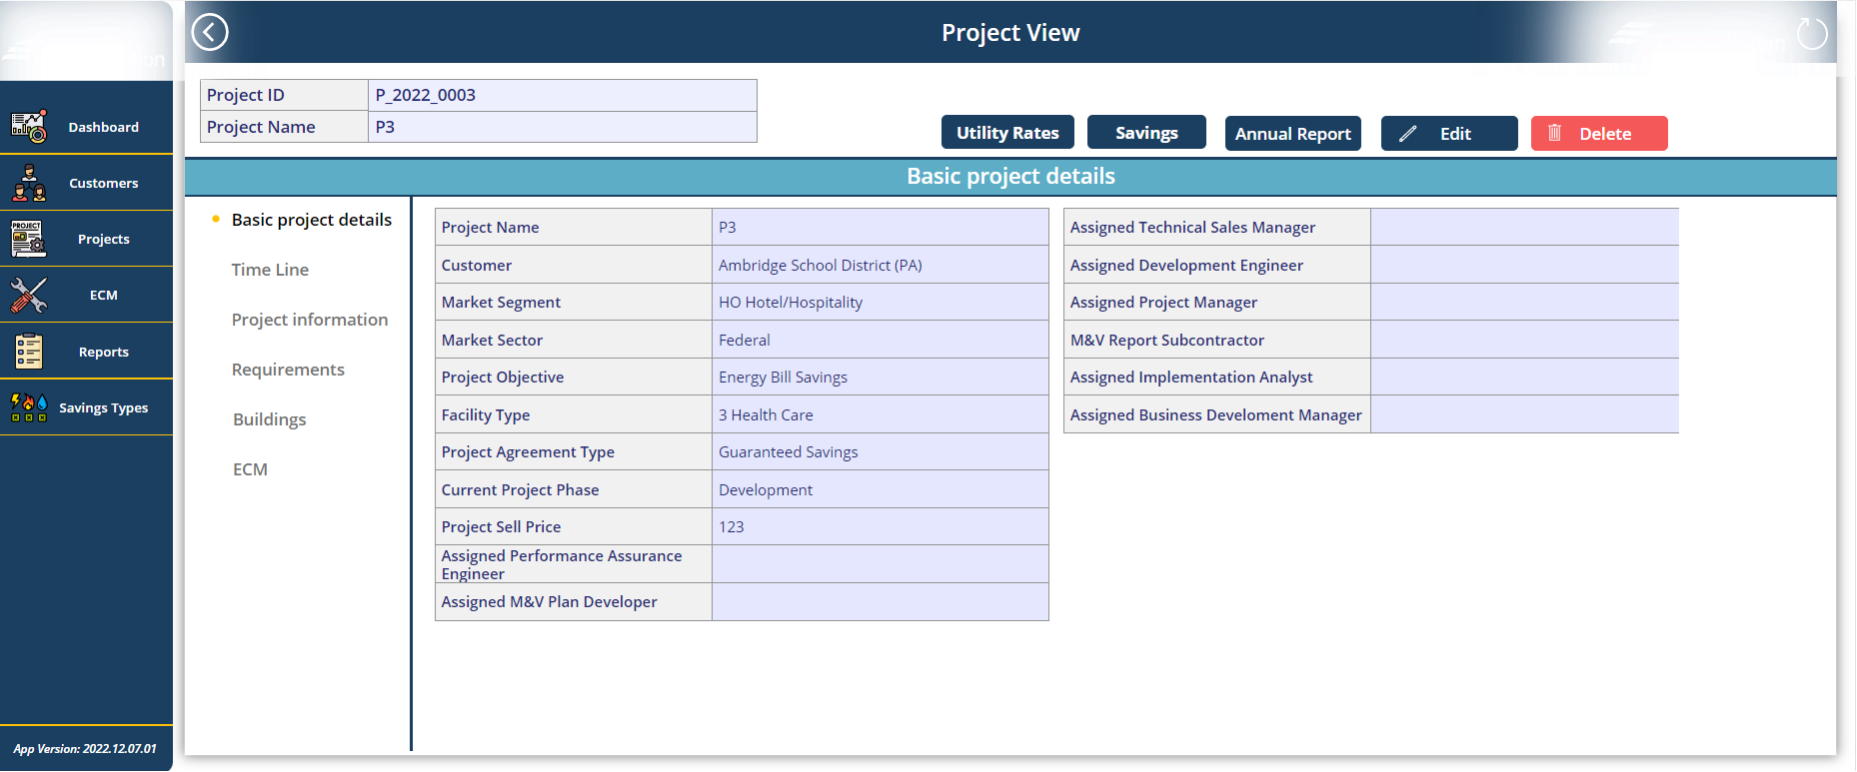 Project View
Project ID P_2022_0003
Project Name P3
Utility Rates Savings Annual Report Edit Delete
Dashboard
Customers
PROJECT
Projects
ECM
Reports
Savings Types
App Version: 2022.12.07.01
Basic project details
Basic project details
Time Line
Project information
Requirements
Buildings
ECM
Project Name P3
Customer Ambridge School District (PA)
Market Segment HO Hotel/Hospitality
Market Sector Federal
Project Objective Energy Bill Savings
Facility Type 3 Health Care
Project Agreement Type Guaranteed Savings
Current Project Phase Development
Project Sell Price 123
Assigned Performance Assurance
Engineer
Assigned M&V Plan Developer
Assigned Technical Sales Manager
Assigned Development Engineer
Assigned Project Manager
M&V Report Subcontractor
Assigned Implementation Analyst
Assigned Business Develoment Manager